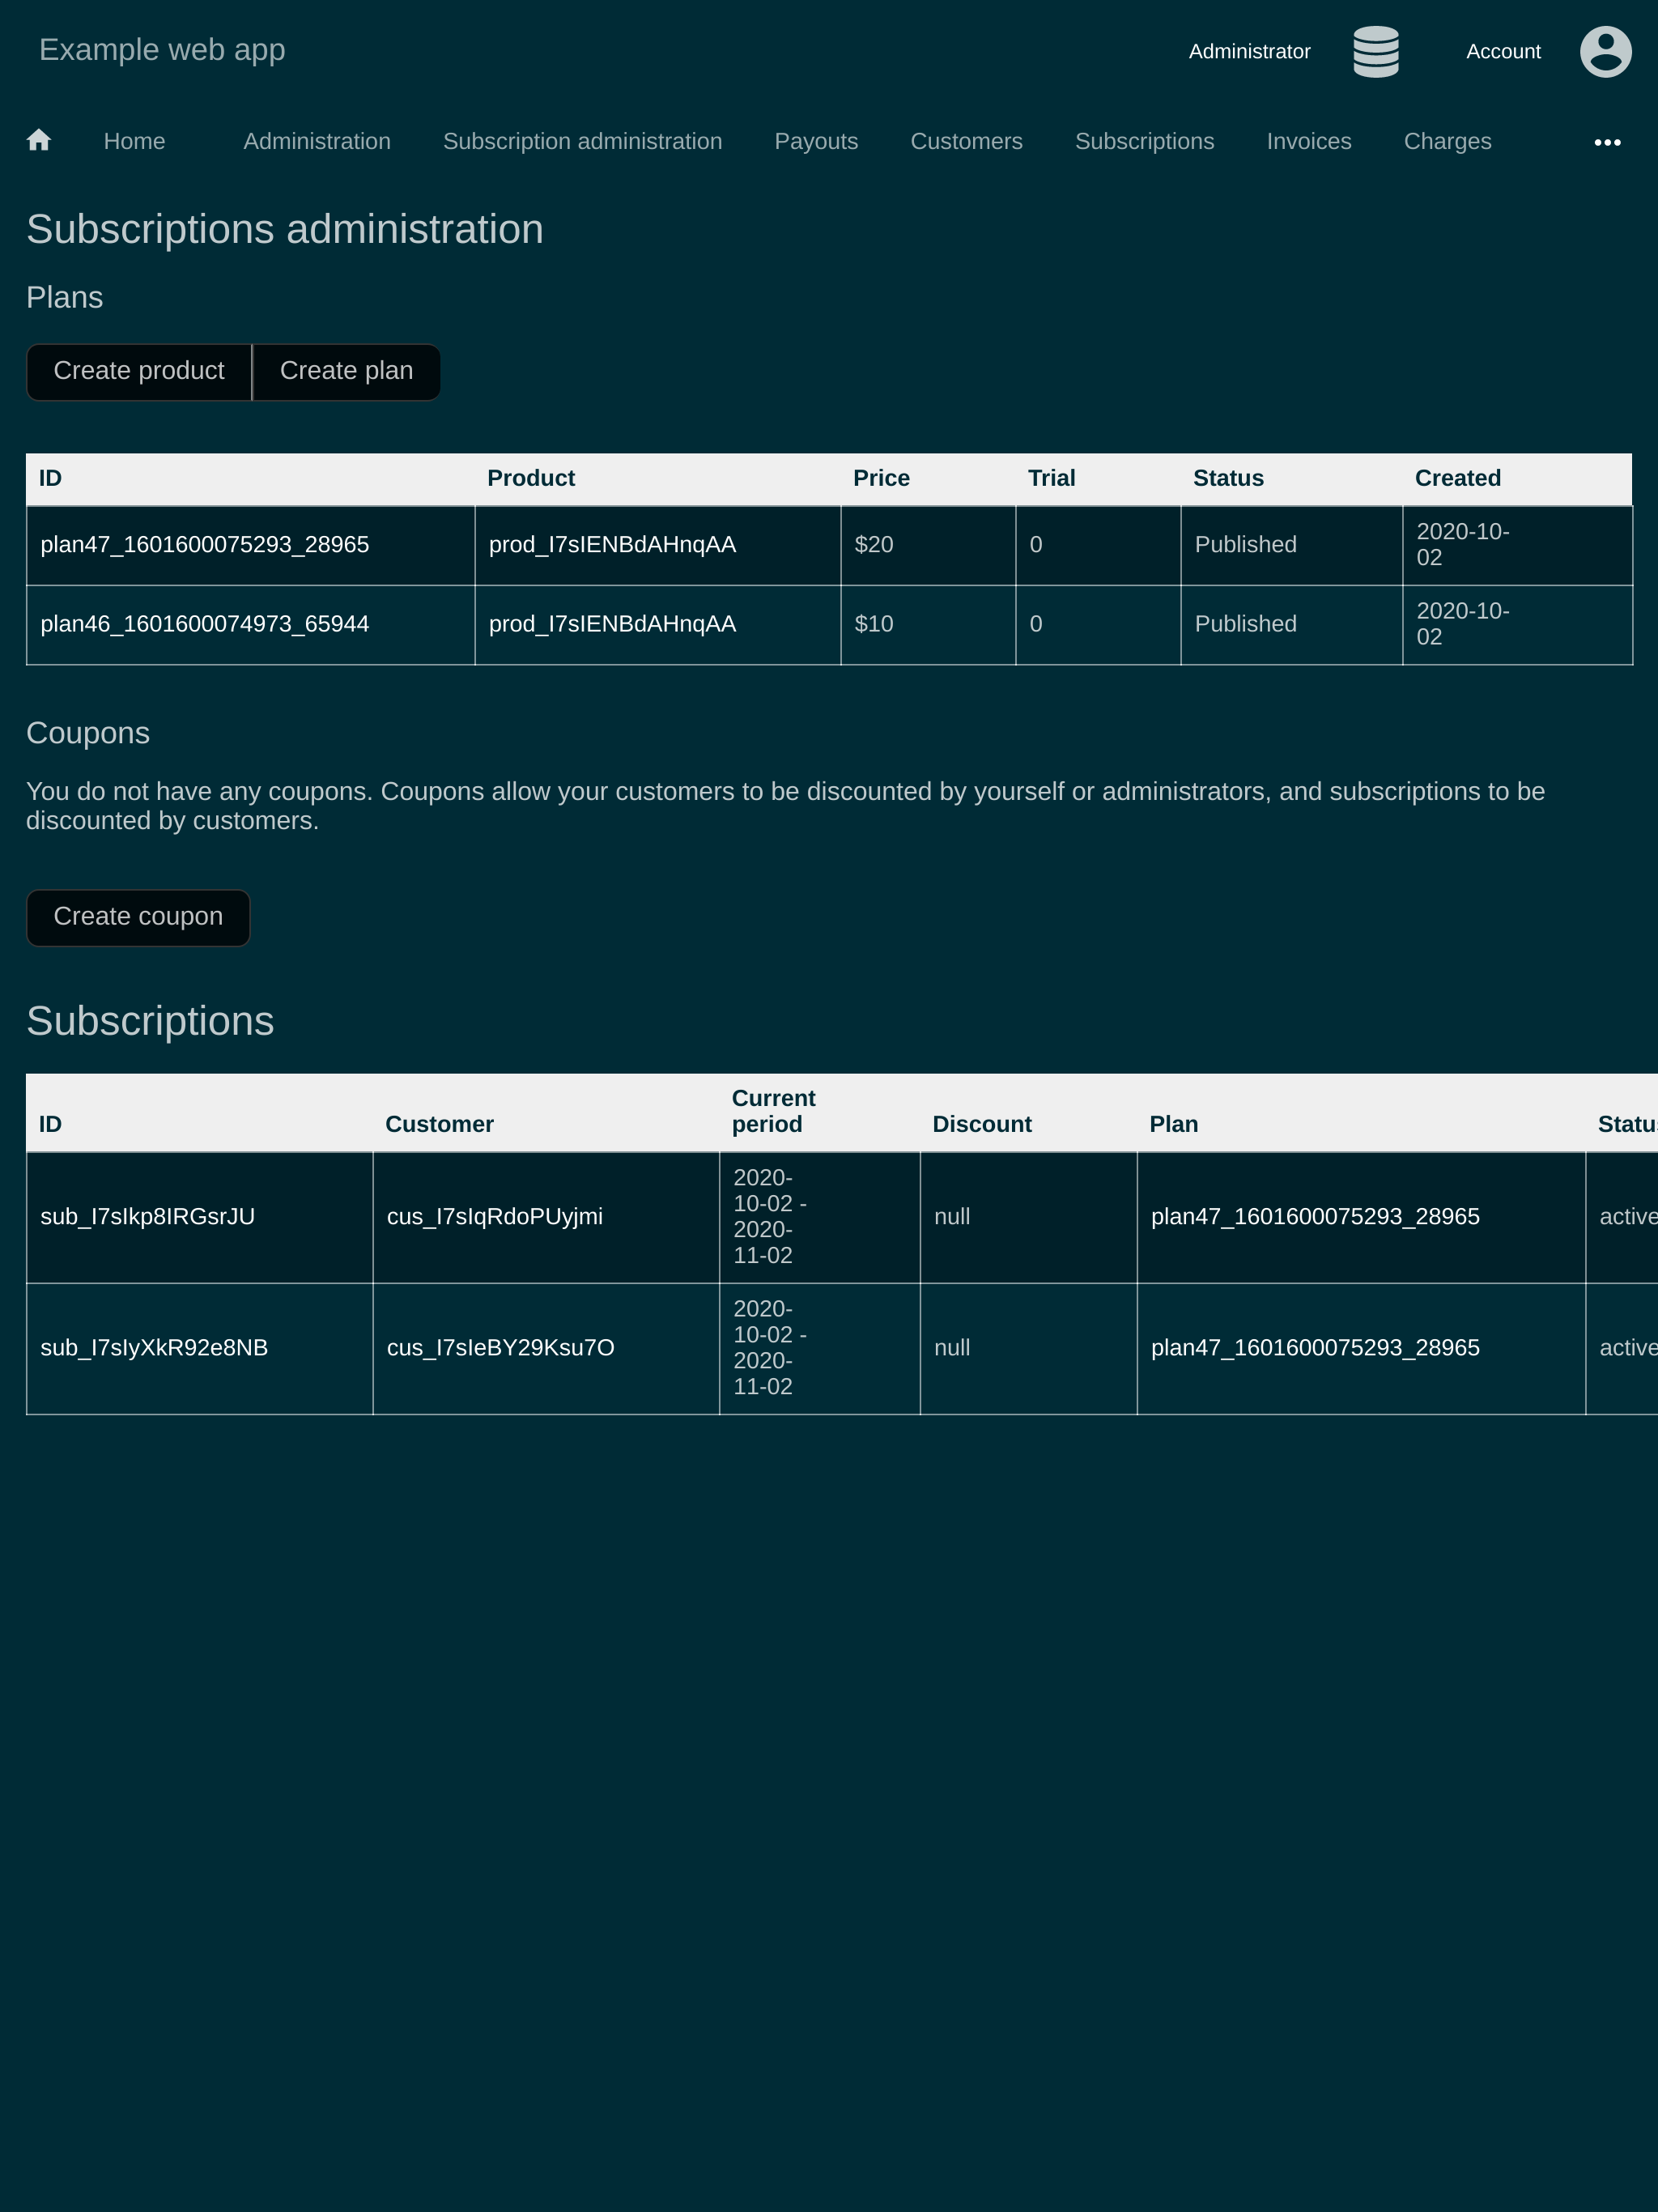 Example web app
Administrator
Account
Home Administration Subscription administration Payouts Customers Subscriptions Invoices Charges
Subscriptions administration
Plans
Create product Create plan
ID Product Price Trial Status Created
plan47_1601600075293_28965 prod_I7sIENBdAHnqAA $20 0 Published 2020-10-
02
plan46_1601600074973_65944 prod_I7sIENBdAHnqAA $10 0 Published 2020-10-
02
Coupons
You do not have any coupons. Coupons allow your customers to be discounted by yourself or administrators, and subscriptions to be
discounted by customers.
Create coupon
Subscriptions
Current
ID Customer period Discount Plan Statu
2020-
10-02 -
sub_I7sIkp8IRGsrJU cus_I7sIqRdoPUyjmi null plan47_1601600075293_28965 active
2020-
11-02
2020-
10-02 -
sub_I7sIyXkR92e8NB cus_I7sIeBY29Ksu7O null plan47_1601600075293_28965 active
2020-
11-02